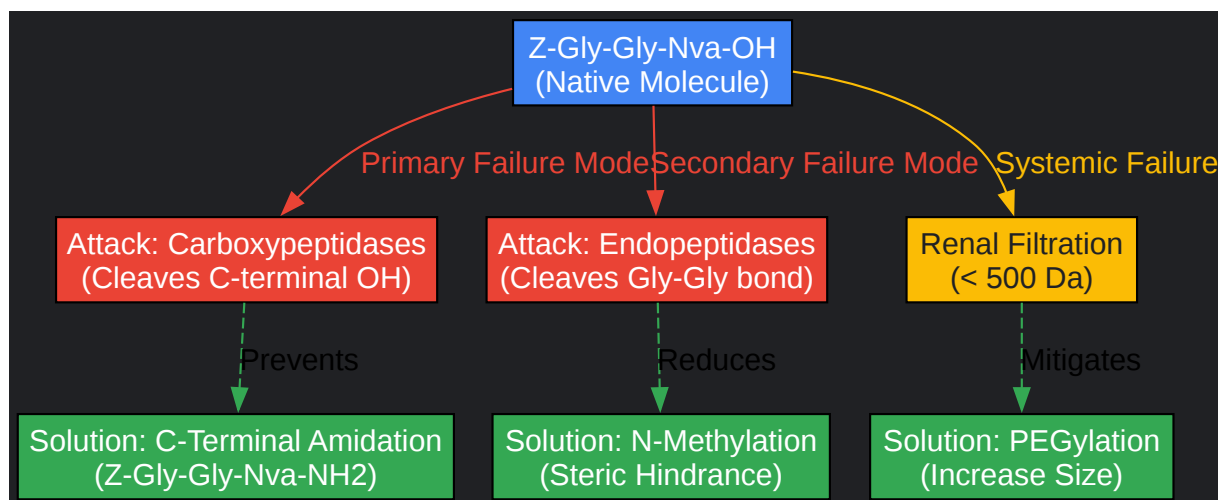 Z-Gly-Gly-Nva-OH
(Native Molecule)
Primary Failure Mode
Secondary Failure Mode
Systemic Failure
Attack: Carboxypeptidases
(Cleaves C-terminal OH)
Attack: Endopeptidases
(Cleaves Gly-Gly bond)
Renal Filtration
(< 500 Da)
Prevents
Reduces
Mitigates
Solution: C-Terminal Amidation
(Z-Gly-Gly-Nva-NH2)
Solution: N-Methylation
(Steric Hindrance)
Solution: PEGylation
(Increase Size)